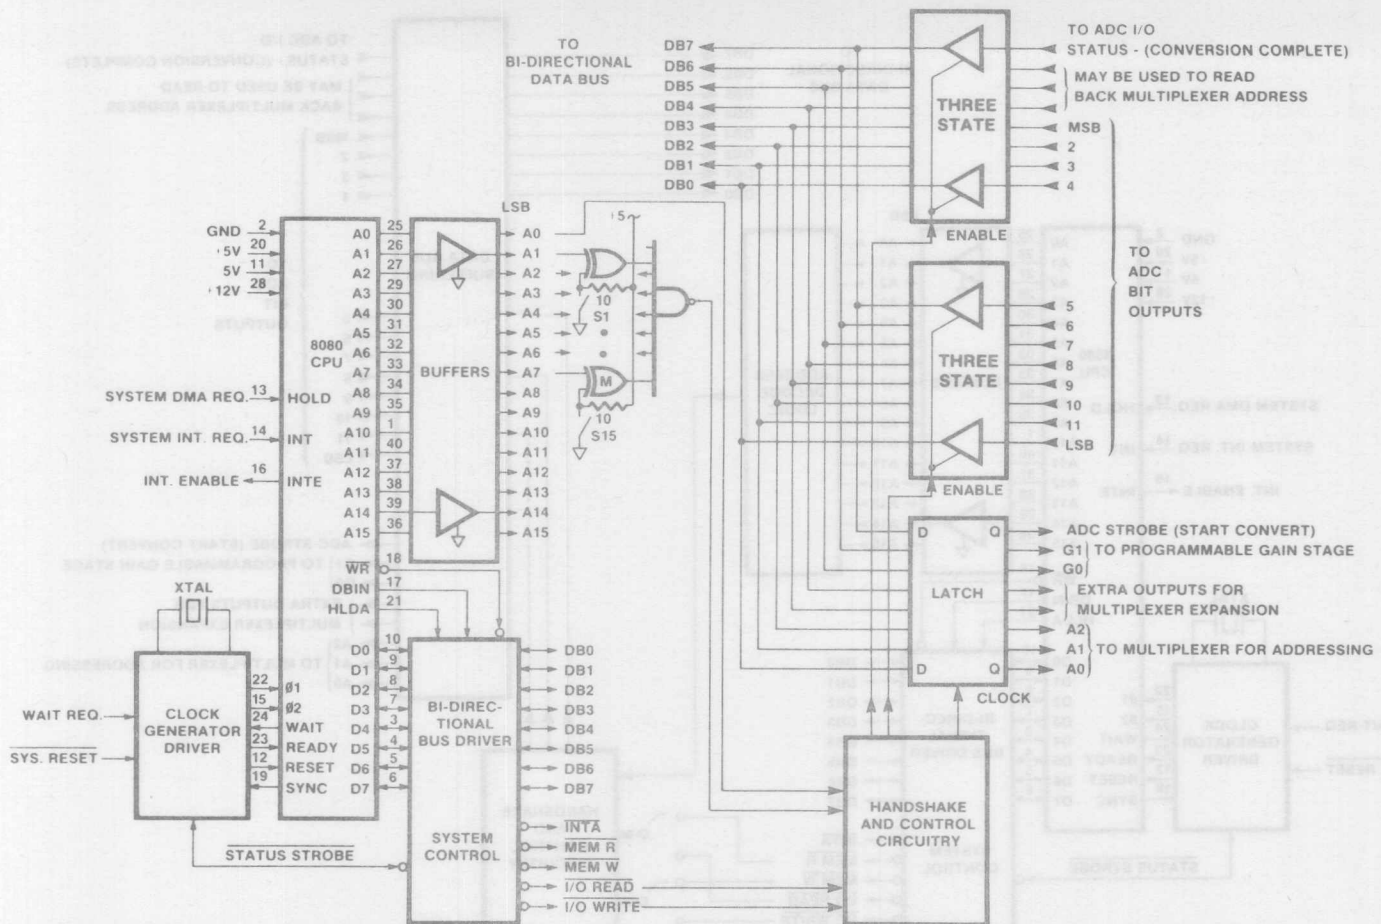 TO
BI-DIRECTIONAL
DATA BUS
DB7
DB6
DB5
DB4
DB3
DB2
DB1
DB0
THREE
STATE
ENABLE
TO ADC I/O
STATUS - (CONVERSION COMPLETE)
MAY BE USED TO READ
BACK MULTIPLEXER ADDRESS
MSB
2
3
4
TO
ADC
BIT
OUTPUTS
THREE
STATE
ENABLE
5
6
7
8
9
10
11
LSB
GND 2
5V 20
5V 11
12V 28
8080
CPU
SYSTEM DMA REQ. 13 HOLD
SYSTEM INT. REQ. 14 INT
INT. ENABLE 16 INTE
A0 25
A1 26
A2 27
A3 29
A4 30
A5 31
A6 32
A7 33
A8 34
A9 35
A10 1
A11 40
A12 37
A13 38
A14 39
A15 36
BUFFERS
LSB
A0
A1
A2
A3
A4
A5
A6
A7
A8
A9
A10
A11
A12
A13
A14
A15
5
10
S1
M
10
S15
D Q
LATCH
D Q
CLOCK
ADC STROBE (START CONVERT)
G1 TO PROGRAMMABLE GAIN STAGE
G0
EXTRA OUTPUTS FOR
MULTIPLEXER EXPANSION
A2
A1 TO MULTIPLEXER FOR ADDRESSING
A0
WR 18
DBIN 17
HLDA 21
XTAL
WAIT REQ.
SYS. RESET
CLOCK
GENERATOR
DRIVER
22 Ø1
15 Ø2
24 WAIT
23 READY
12 RESET
19 SYNC
D0 10
D1 9
D2 8
D3 7
D4 3
D5 4
D6 5
D7 6
BI-DIREC-
TIONAL
BUS DRIVER
SYSTEM
CONTROL
DB0
DB1
DB2
DB3
DB4
DB5
DB6
DB7
INTA
MEM R
MEM W
I/O READ
I/O WRITE
STATUS STROBE
HANDSHAKE
AND CONTROL
CIRCUITRY